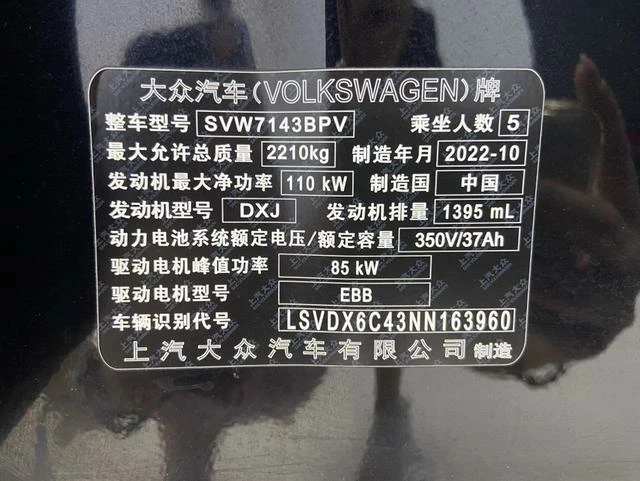 大众汽车(VOLKSWAGEN)牌
整车型号 SVW7143BPV 乘坐人数 5
最大允许总质量 2210kg 制造年月 2022-10
发动机最大净功率 110 kW 制造国 中国
发动机型号 DXJ 发动机排量 1395 mL
动力电池系统额定电压/额定容量 350V/37Ah
驱动电机峰值功率 85 kW
驱动电机型号 EBB
车辆识别代号 LSVDX6C43NN163960
上汽大众汽车有限公司 制造